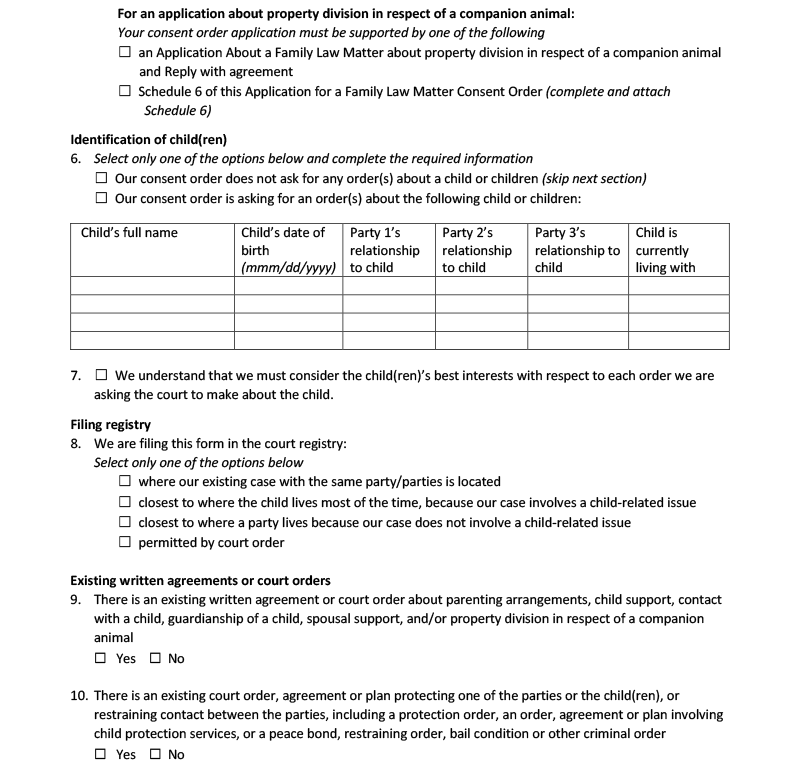 For an application about property division in respect of a companion animal:
Your consent order application must be supported by one of the following
☐ an Application About a Family Law Matter about property division in respect of a companion animal
and Reply with agreement
☐ Schedule 6 of this Application for a Family Law Matter Consent Order (complete and attach
Schedule 6)
Identification of child(ren)
6. Select only one of the options below and complete the required information
☐ Our consent order does not ask for any order(s) about a child or children (skip next section)
☐ Our consent order is asking for an order(s) about the following child or children:
Child's full name
Child's date of
birth
(mmm/dd/yyyy)
Party 1's
relationship
to child
Party 2's
relationship
to child
Party 3's
relationship to
child
Child is
currently
living with
7. ☐ We understand that we must consider the child(ren)'s best interests with respect to each order we are
asking the court to make about the child.
Filing registry
8. We are filing this form in the court registry:
Select only one of the options below
☐ where our existing case with the same party/parties is located
☐ closest to where the child lives most of the time, because our case involves a child-related issue
☐ closest to where a party lives because our case does not involve a child-related issue
☐ permitted by court order
Existing written agreements or court orders
9. There is an existing written agreement or court order about parenting arrangements, child support, contact
with a child, guardianship of a child, spousal support, and/or property division in respect of a companion
animal
☐ Yes ☐ No
10. There is an existing court order, agreement or plan protecting one of the parties or the child(ren), or
restraining contact between the parties, including a protection order, an order, agreement or plan involving
child protection services, or a peace bond, restraining order, bail condition or other criminal order
☐ Yes ☐ No